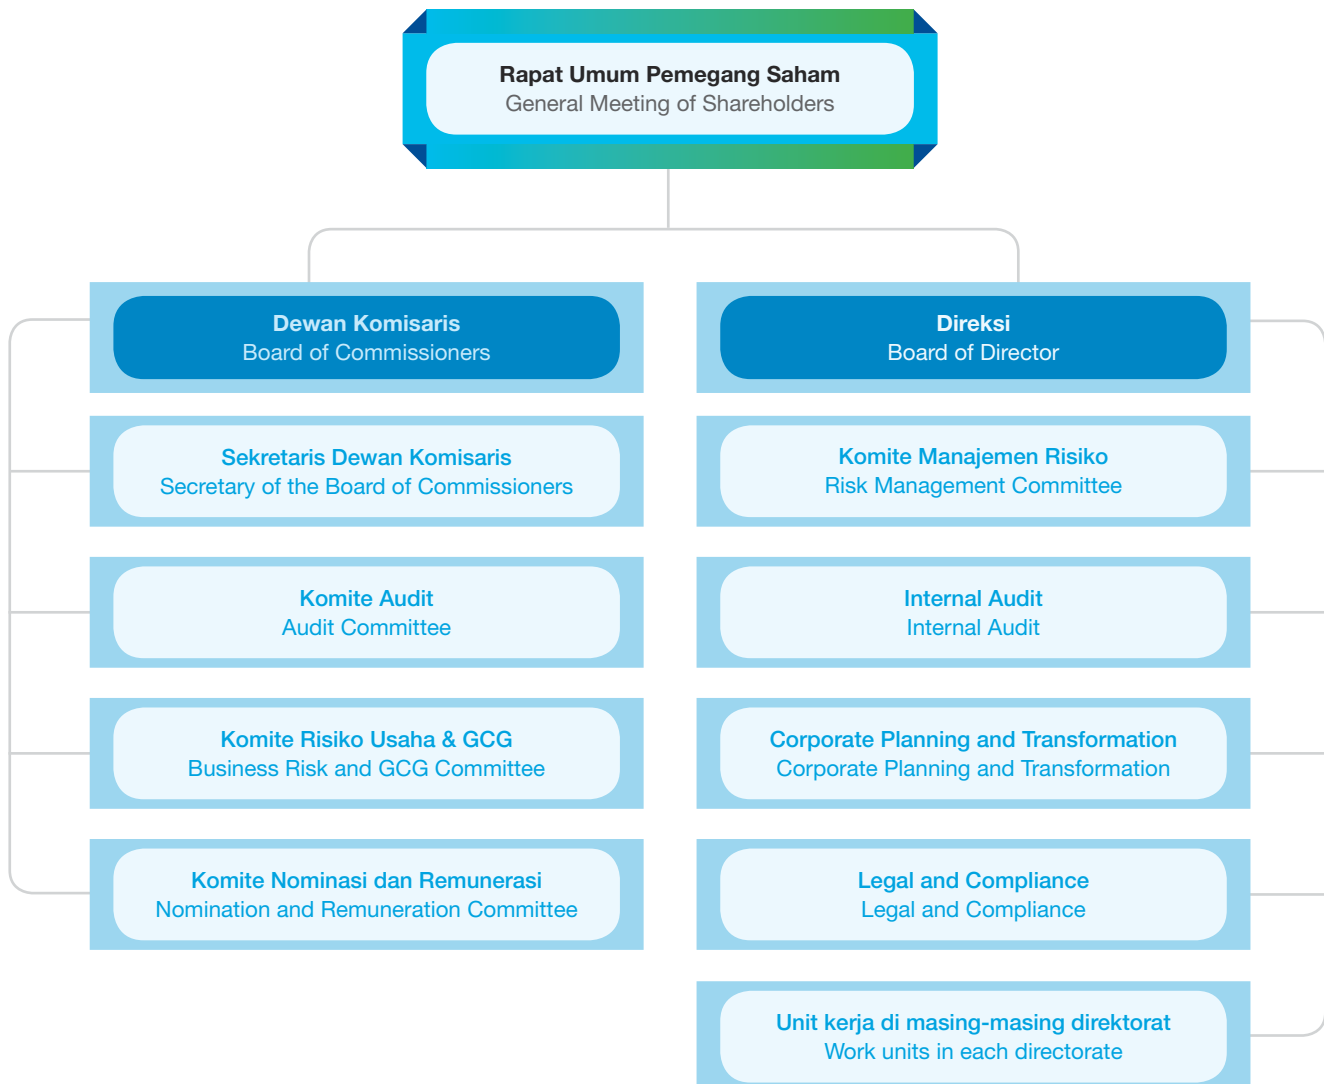 Rapat Umum Pemegang Saham
General Meeting of Shareholders
Dewan Komisaris
Board of Commissioners
Sekretaris Dewan Komisaris
Secretary of the Board of Commissioners
Komite Audit
Audit Committee
Komite Risiko Usaha & GCG
Business Risk and GCG Committee
Komite Nominasi dan Remunerasi
Nomination and Remuneration Committee
Direksi
Board of Director
Komite Manajemen Risiko
Risk Management Committee
Internal Audit
Internal Audit
Corporate Planning and Transformation
Corporate Planning and Transformation
Legal and Compliance
Legal and Compliance
Unit kerja di masing-masing direktorat
Work units in each directorate